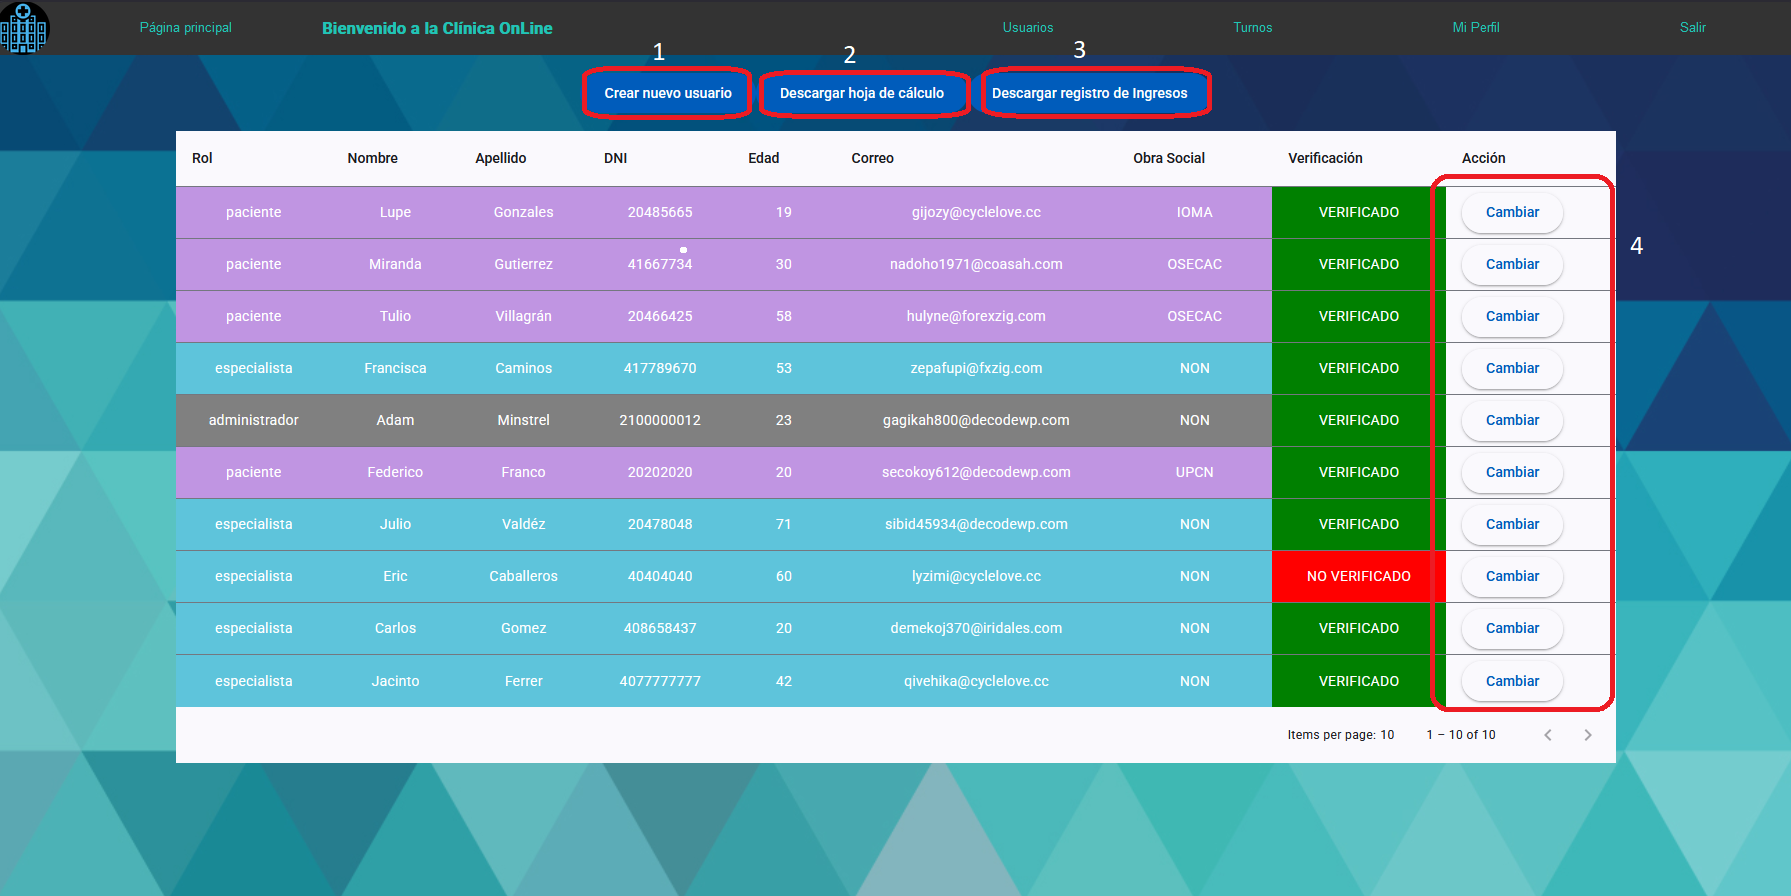 Página principal Bienvenido a la Clínica OnLine Usuarios Turnos Mi Perfil Salir
1 2 3
Crear nuevo usuario Descargar hoja de cálculo Descargar registro de Ingresos
Rol Nombre Apellido DNI Edad Correo Obra Social Verificación Acción
paciente Lupe Gonzales 20485665 19 gijozy@cyclelove.cc IOMA VERIFICADO Cambiar
4
paciente Miranda Gutierrez 41667734 30 nadoho1971@coasah.com OSECAC VERIFICADO Cambiar
paciente Tulio Villagrán 20466425 58 hulyne@forexzig.com OSECAC VERIFICADO Cambiar
especialista Francisca Caminos 417789670 53 zepafupi@fxzig.com NON VERIFICADO Cambiar
administrador Adam Minstrel 2100000012 23 gagikah800@decodewp.com NON VERIFICADO Cambiar
paciente Federico Franco 20202020 20 secokoy612@decodewp.com UPCN VERIFICADO Cambiar
especialista Julio Valdéz 20478048 71 sibid45934@decodewp.com NON VERIFICADO Cambiar
especialista Eric Caballeros 40404040 60 lyzimi@cyclelove.cc NON NO VERIFICADO Cambiar
especialista Carlos Gomez 408658437 20 demekoj370@iridales.com NON VERIFICADO Cambiar
especialista Jacinto Ferrer 4077777777 42 qivehika@cyclelove.cc NON VERIFICADO Cambiar
Items per page: 10 1 – 10 of 10